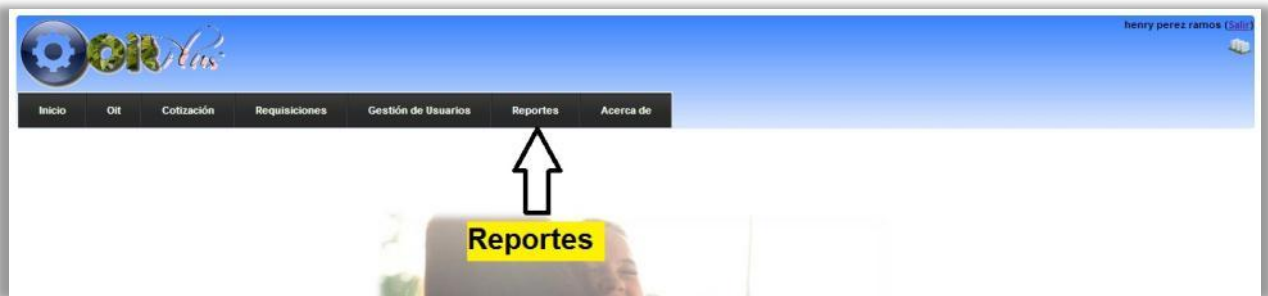 henry perez ramos (Salir)
Oit Plus
Inicio Oit Cotización Requisiciones Gestión de Usuarios Reportes Acerca de
Reportes